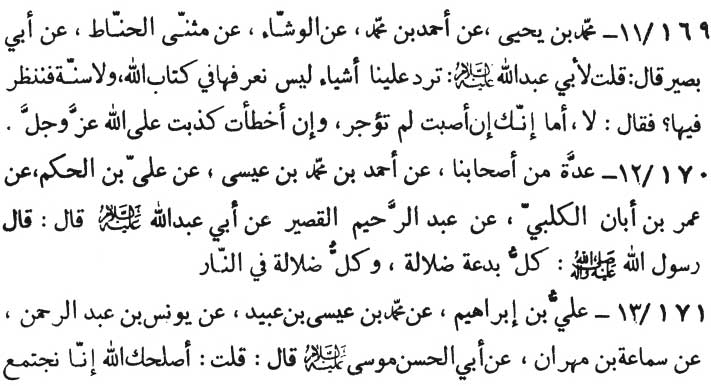 ١٦٩/١١ـ محمّد بن يحيى ، عن أحمد بن محمّد ، عن الوشّاء ، عن مثنّى الحنّاط ، عن أبي
بصير قال: قلت لأبي عبدالله عليه السلام: ترد علينا أشياء ليس نعرفها في كتاب الله، ولا سنّة فننظر
فيها؟ فقال : لا، أما إنّك إن أصبت لم تؤجر، وإن أخطأت كذبت على الله عزَّ وجلَّ .
١٧٠/١٢ـ عدَّة من أصحابنا ، عن أحمد بن محمّد بن عيسى ، عن عليّ بن الحكم، عن
عمر بن أبان الكلبيّ ، عن عبد الرَّحيم القصير عن أبي عبدالله عليه السلام قال : قال
رسول الله صلى الله عليه وآله : كلُّ بدعة ضلالة ، وكلُّ ضلالة في النّار
١٧١/١٣ ـ عليُّ بن إبراهيم ، عن محمّد بن عيسى بن عبيد ، عن يونس بن عبد الرحمن ،
عن سماعة بن مهران ، عن أبي الحسن موسى عليه السلام قال : قلت : أصلحك الله إنّا نجتمع